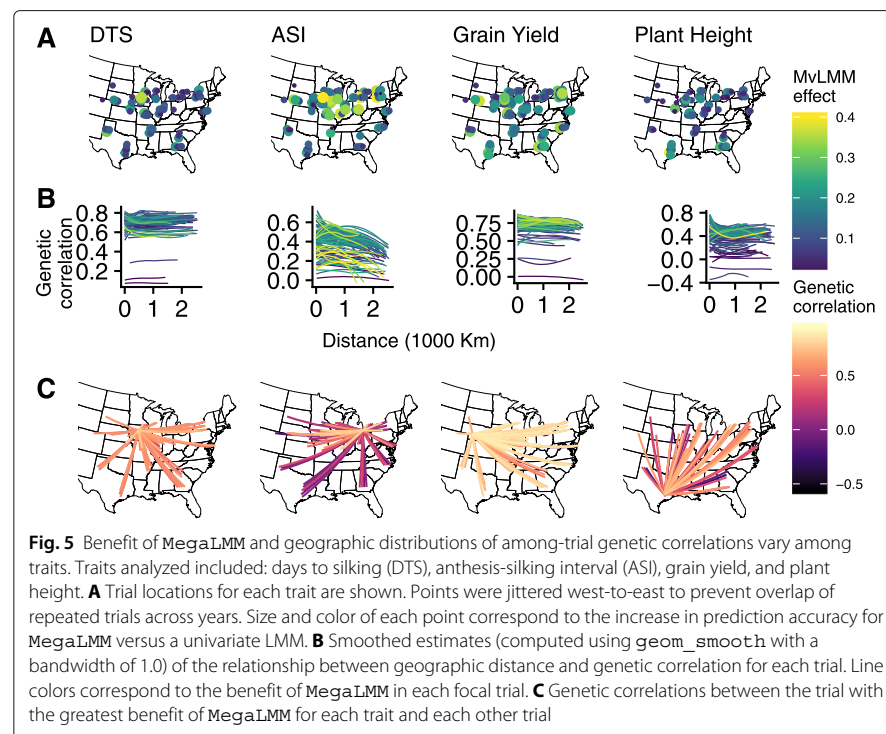 A
DTS
ASI
Grain Yield
Plant Height
MvLMM
effect
0.4
0.3
0.2
0.1
B
Genetic
correlation
0.8
0.6
0.4
0.2
0.6
0.4
0.2
0.0
0.75
0.50
0.25
0.00
0.8
0.4
0.0
−0.4
0 1 2
0 1 2
0 1 2
0 1 2
Distance (1000 Km)
Genetic
correlation
0.5
0.0
−0.5
C
Fig. 5 Benefit of MegaLMM and geographic distributions of among-trial genetic correlations vary among
traits. Traits analyzed included: days to silking (DTS), anthesis-silking interval (ASI), grain yield, and plant
height. A Trial locations for each trait are shown. Points were jittered west-to-east to prevent overlap of
repeated trials across years. Size and color of each point correspond to the increase in prediction accuracy for
MegaLMM versus a univariate LMM. B Smoothed estimates (computed using geom_smooth with a
bandwidth of 1.0) of the relationship between geographic distance and genetic correlation for each trial. Line
colors correspond to the benefit of MegaLMM in each focal trial. C Genetic correlations between the trial with
the greatest benefit of MegaLMM for each trait and each other trial